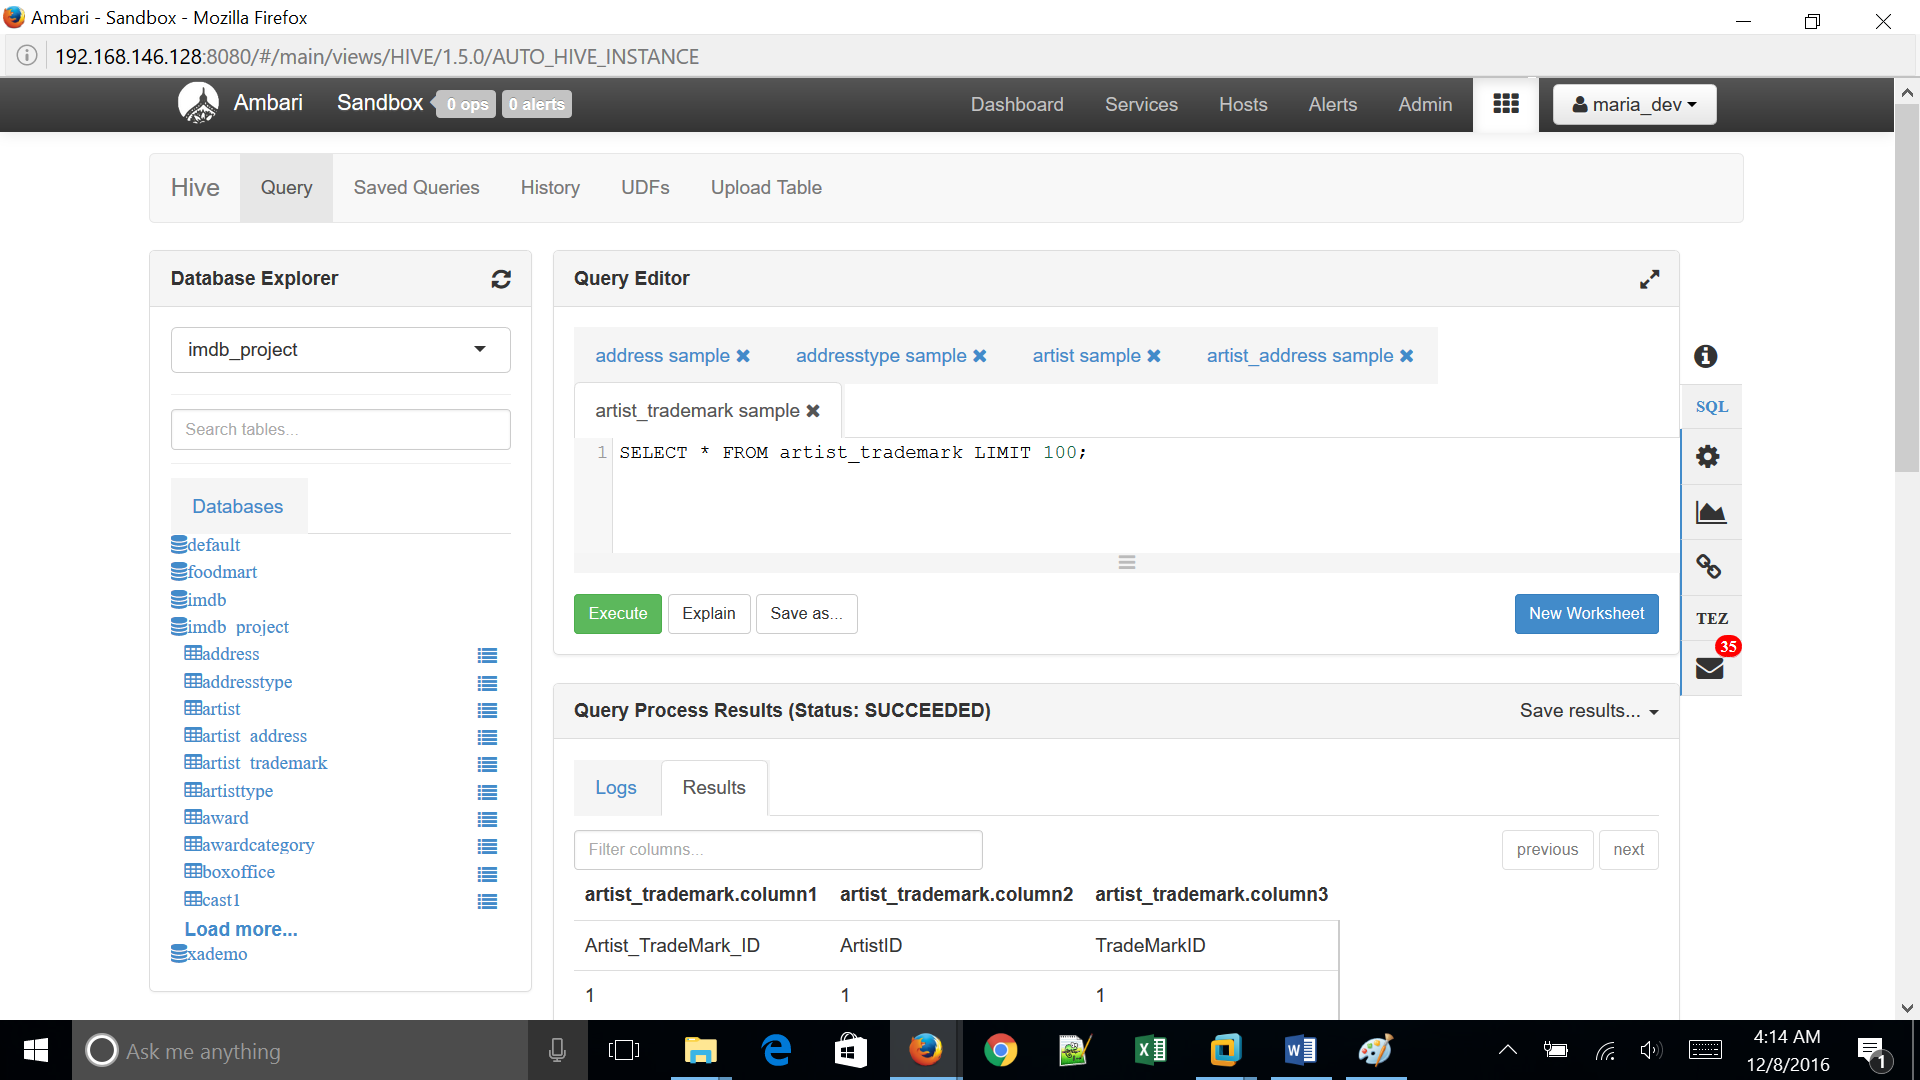 Ambari - Sandbox - Mozilla Firefox
192.168.146.128:8080/#/main/views/HIVE/1.5.0/AUTO_HIVE_INSTANCE
Ambari Sandbox 0 ops 0 alerts Dashboard Services Hosts Alerts Admin maria_dev
Hive Query Saved Queries History UDFs Upload Table
Database Explorer
imdb_project
Search tables...
Databases
default
foodmart
imdb
imdb_project
address
addresstype
artist
artist_address
artist_trademark
artisttype
award
awardcategory
boxoffice
cast1
Load more...
xademo
Query Editor
address sample addresstype sample artist sample artist_address sample
artist_trademark sample
1 SELECT * FROM artist_trademark LIMIT 100;
Execute Explain Save as... New Worksheet
SQL
TEZ
35
Query Process Results (Status: SUCCEEDED) Save results...
Logs Results
Filter columns... previous next
artist_trademark.column1 artist_trademark.column2 artist_trademark.column3
Artist_TradeMark_ID ArtistID TradeMarkID
1 1 1
Ask me anything
4:14 AM
12/8/2016
1